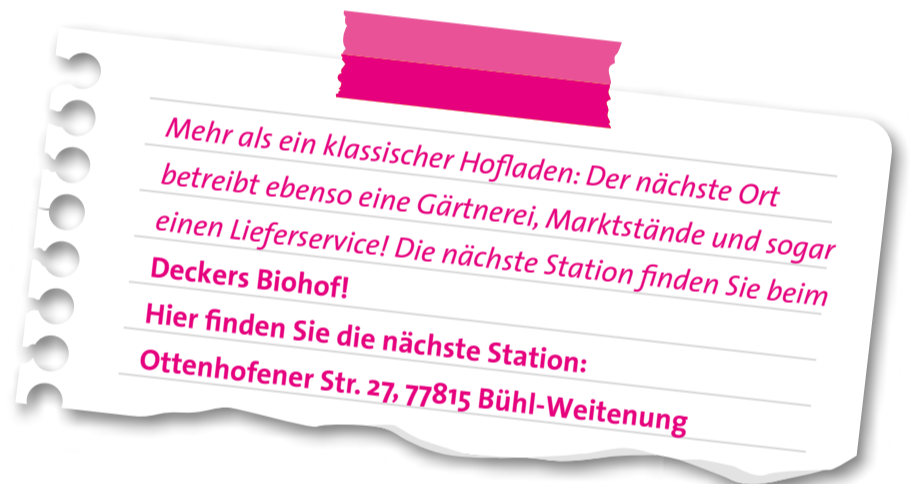 Mehr als ein klassischer Hofladen: Der nächste Ort
betreibt ebenso eine Gärtnerei, Marktstände und sogar
einen Lieferservice! Die nächste Station finden Sie beim
Deckers Biohof!
Hier finden Sie die nächste Station:
Ottenhofener Str. 27, 77815 Bühl-Weitenung